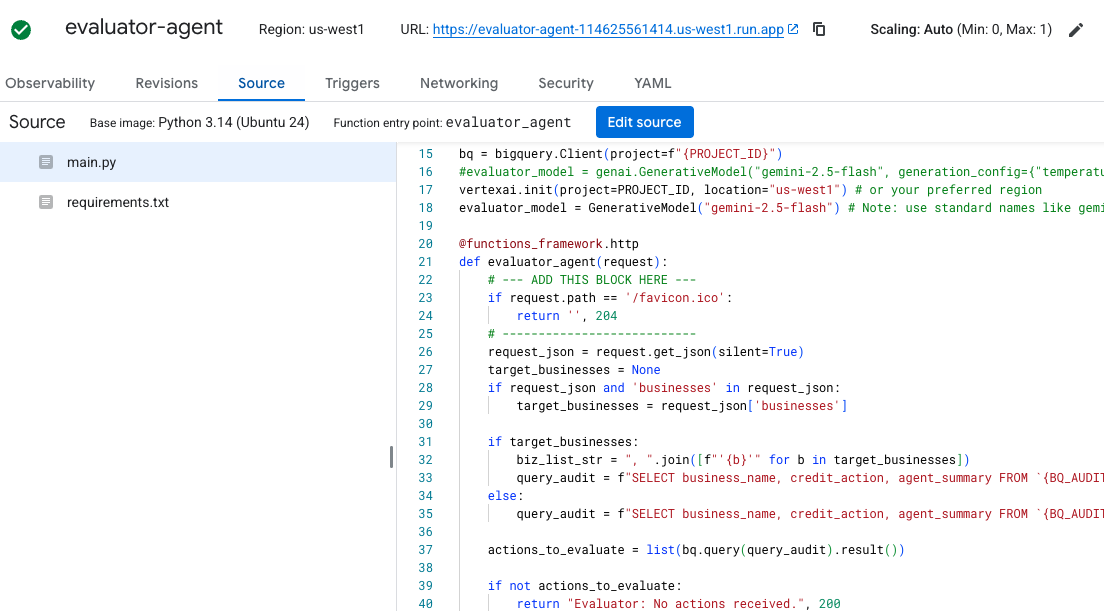 evaluator-agent Region: us-west1 URL: https://evaluator-agent-114625561414.us-west1.run.app Scaling: Auto (Min: 0, Max: 1)
Observability Revisions Source Triggers Networking Security YAML
Source Base image: Python 3.14 (Ubuntu 24) Function entry point: evaluator_agent Edit source
main.py
requirements.txt
15 bq = bigquery.Client(project=f"{PROJECT_ID}")
16 #evaluator_model = genai.GenerativeModel("gemini-2.5-flash", generation_config={"temperatu
17 vertexai.init(project=PROJECT_ID, location="us-west1") # or your preferred region
18 evaluator_model = GenerativeModel("gemini-2.5-flash") # Note: use standard names like gemi
19
20 @functions_framework.http
21 def evaluator_agent(request):
22     # --- ADD THIS BLOCK HERE ---
23     if request.path == '/favicon.ico':
24         return '', 204
25     # ---------------------------
26     request_json = request.get_json(silent=True)
27     target_businesses = None
28     if request_json and 'businesses' in request_json:
29         target_businesses = request_json['businesses']
30
31     if target_businesses:
32         biz_list_str = ", ".join([f"'{b}'" for b in target_businesses])
33         query_audit = f"SELECT business_name, credit_action, agent_summary FROM `{BQ_AUDIT
34     else:
35         query_audit = f"SELECT business_name, credit_action, agent_summary FROM `{BQ_AUDIT
36
37     actions_to_evaluate = list(bq.query(query_audit).result())
38
39     if not actions_to_evaluate:
40         return "Evaluator: No actions received.", 200